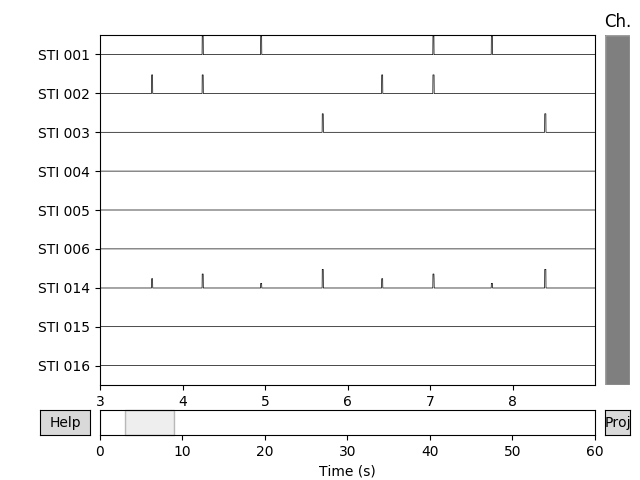 Ch.
STI 001
STI 002
STI 003
STI 004
STI 005
STI 006
STI 014
STI 015
STI 016
3 4 5 6 7 8
Help
Proj
0 10 20 30 40 50 60
Time (s)